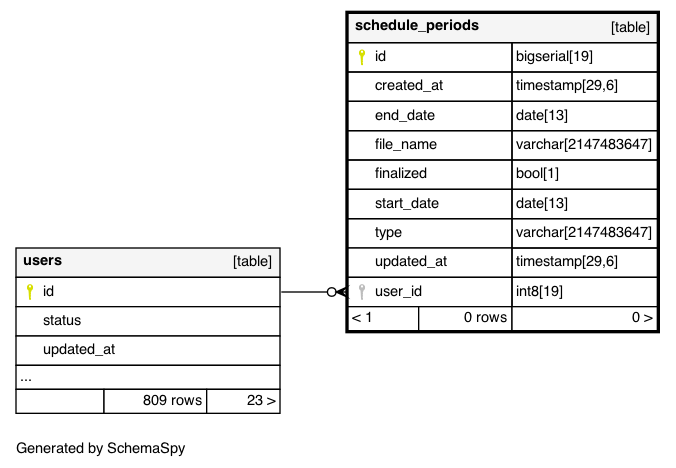 schedule_periods [table]
id bigserial[19]
created_at timestamp[29,6]
end_date date[13]
file_name varchar[2147483647]
finalized bool[1]
start_date date[13]
type varchar[2147483647]
updated_at timestamp[29,6]
user_id int8[19]
< 1 0 rows 0 >
users [table]
id
status
updated_at
...
809 rows 23 >
Generated by SchemaSpy